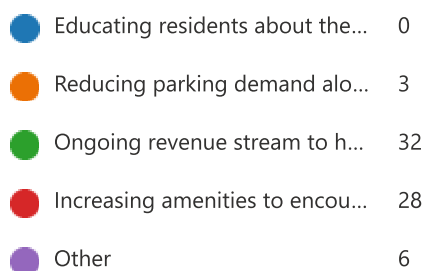 Educating residents about the... 0
Reducing parking demand alo... 3
Ongoing revenue stream to h... 32
Increasing amenities to encou... 28
Other 6